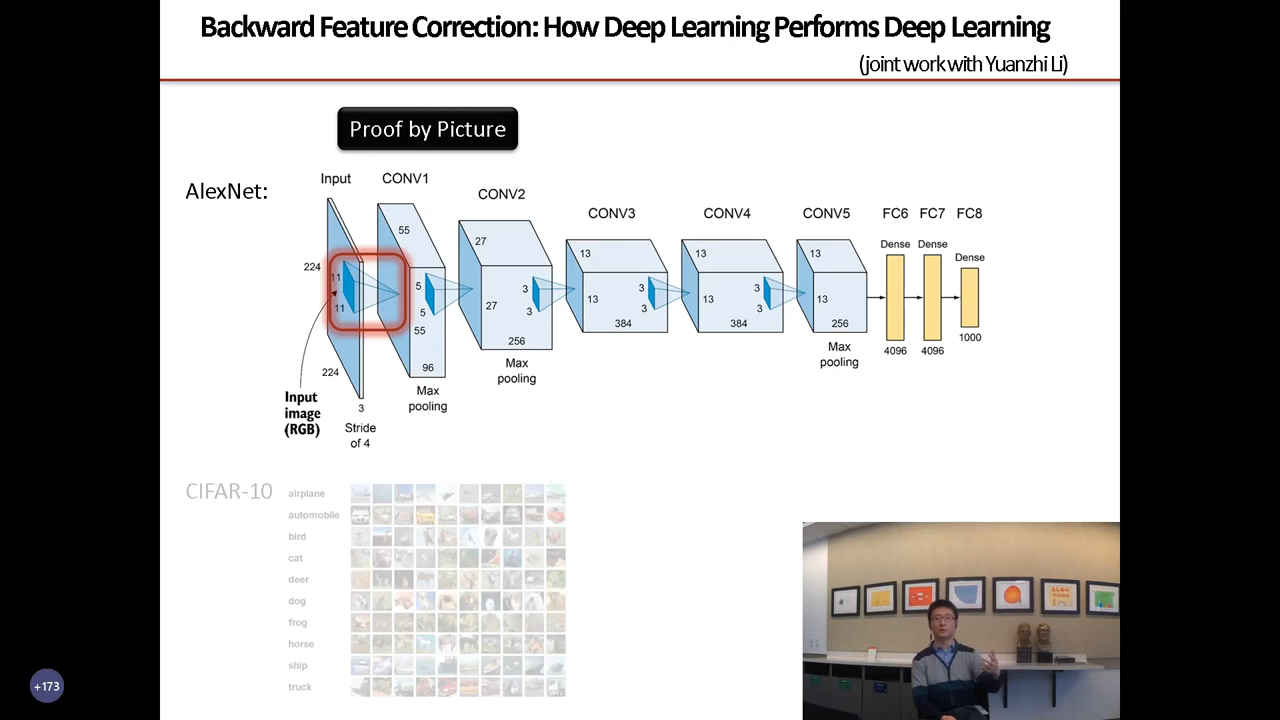 Backward Feature Correction: How Deep Learning Performs Deep Learning
(joint work with Yuanzhi Li)
Proof by Picture
AlexNet:
Input
CONV1
CONV2
CONV3
CONV4
CONV5
FC6
FC7
FC8
224
11
11
224
3
Stride
of 4
Input
image
(RGB)
55
5
5
55
96
Max
pooling
27
27
256
3
3
Max
pooling
13
13
384
3
3
13
13
384
3
3
13
13
256
Max
pooling
Dense
4096
Dense
4096
Dense
1000
CIFAR-10
airplane
automobile
bird
cat
deer
dog
frog
horse
ship
truck
+173